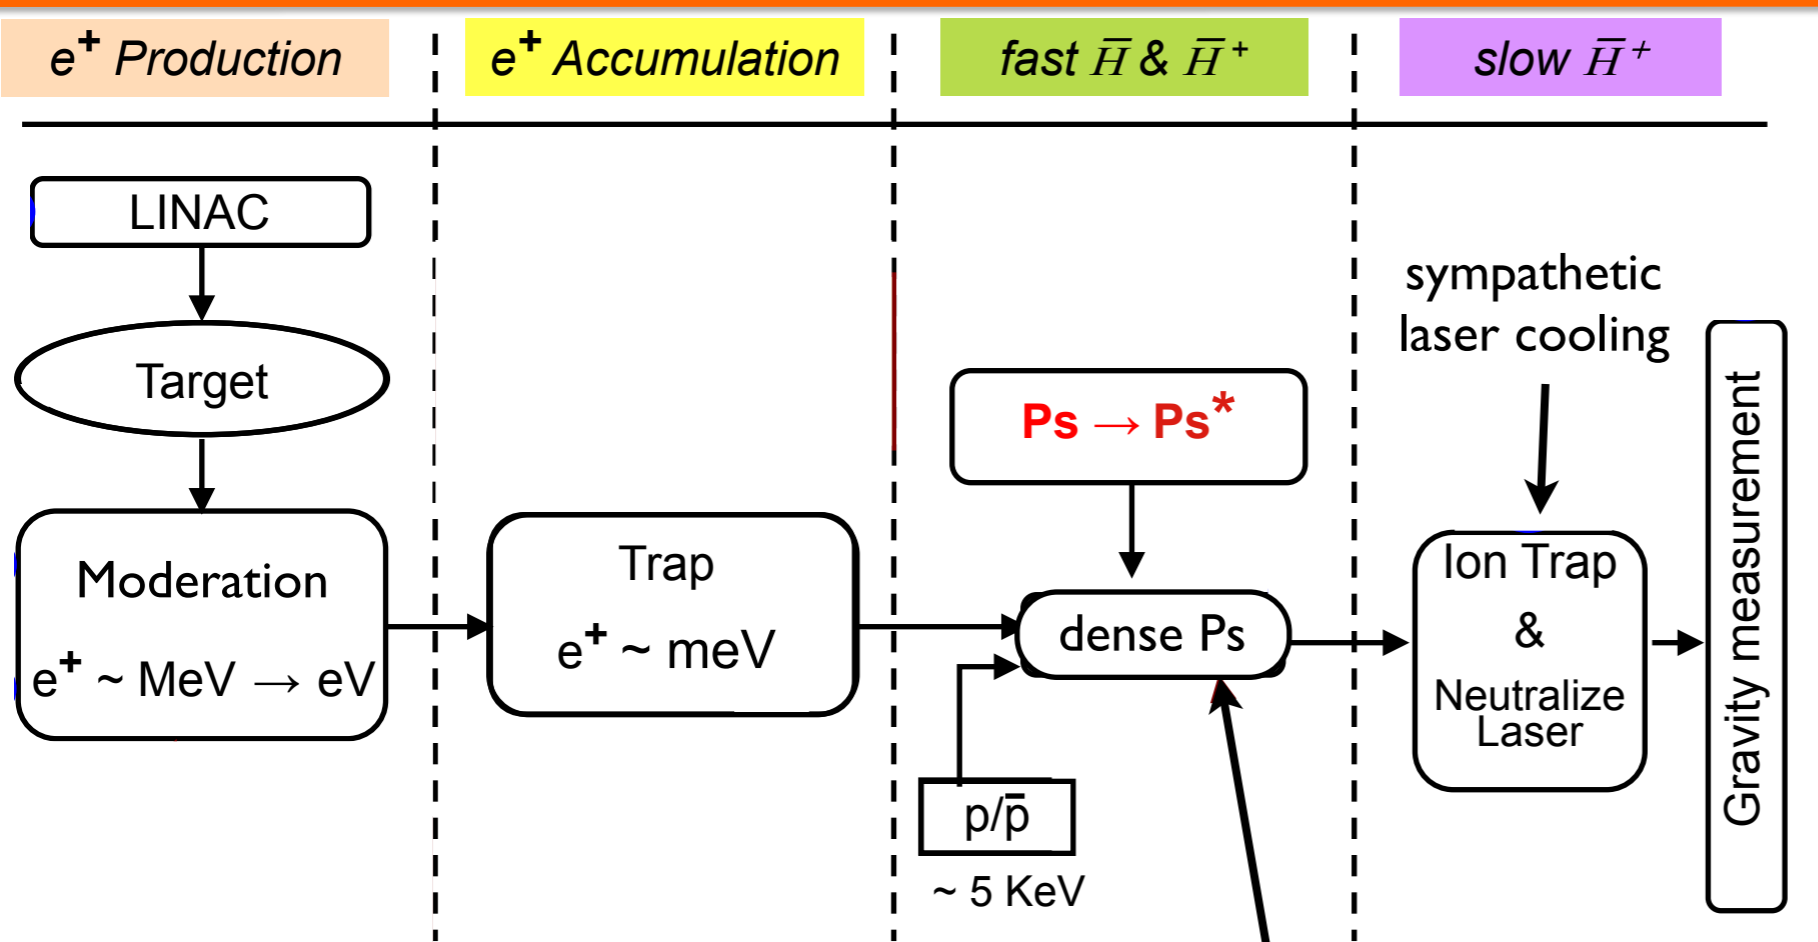 e⁺ Production
e⁺ Accumulation
fast H̅ & H̅⁺
slow H̅⁺
LINAC
Target
Moderation
e⁺ ~ MeV → eV
Trap
e⁺ ~ meV
Ps → Ps*
dense Ps
p/p̅
~ 5 KeV
sympathetic
laser cooling
Ion Trap
&
Neutralize
Laser
Gravity measurement